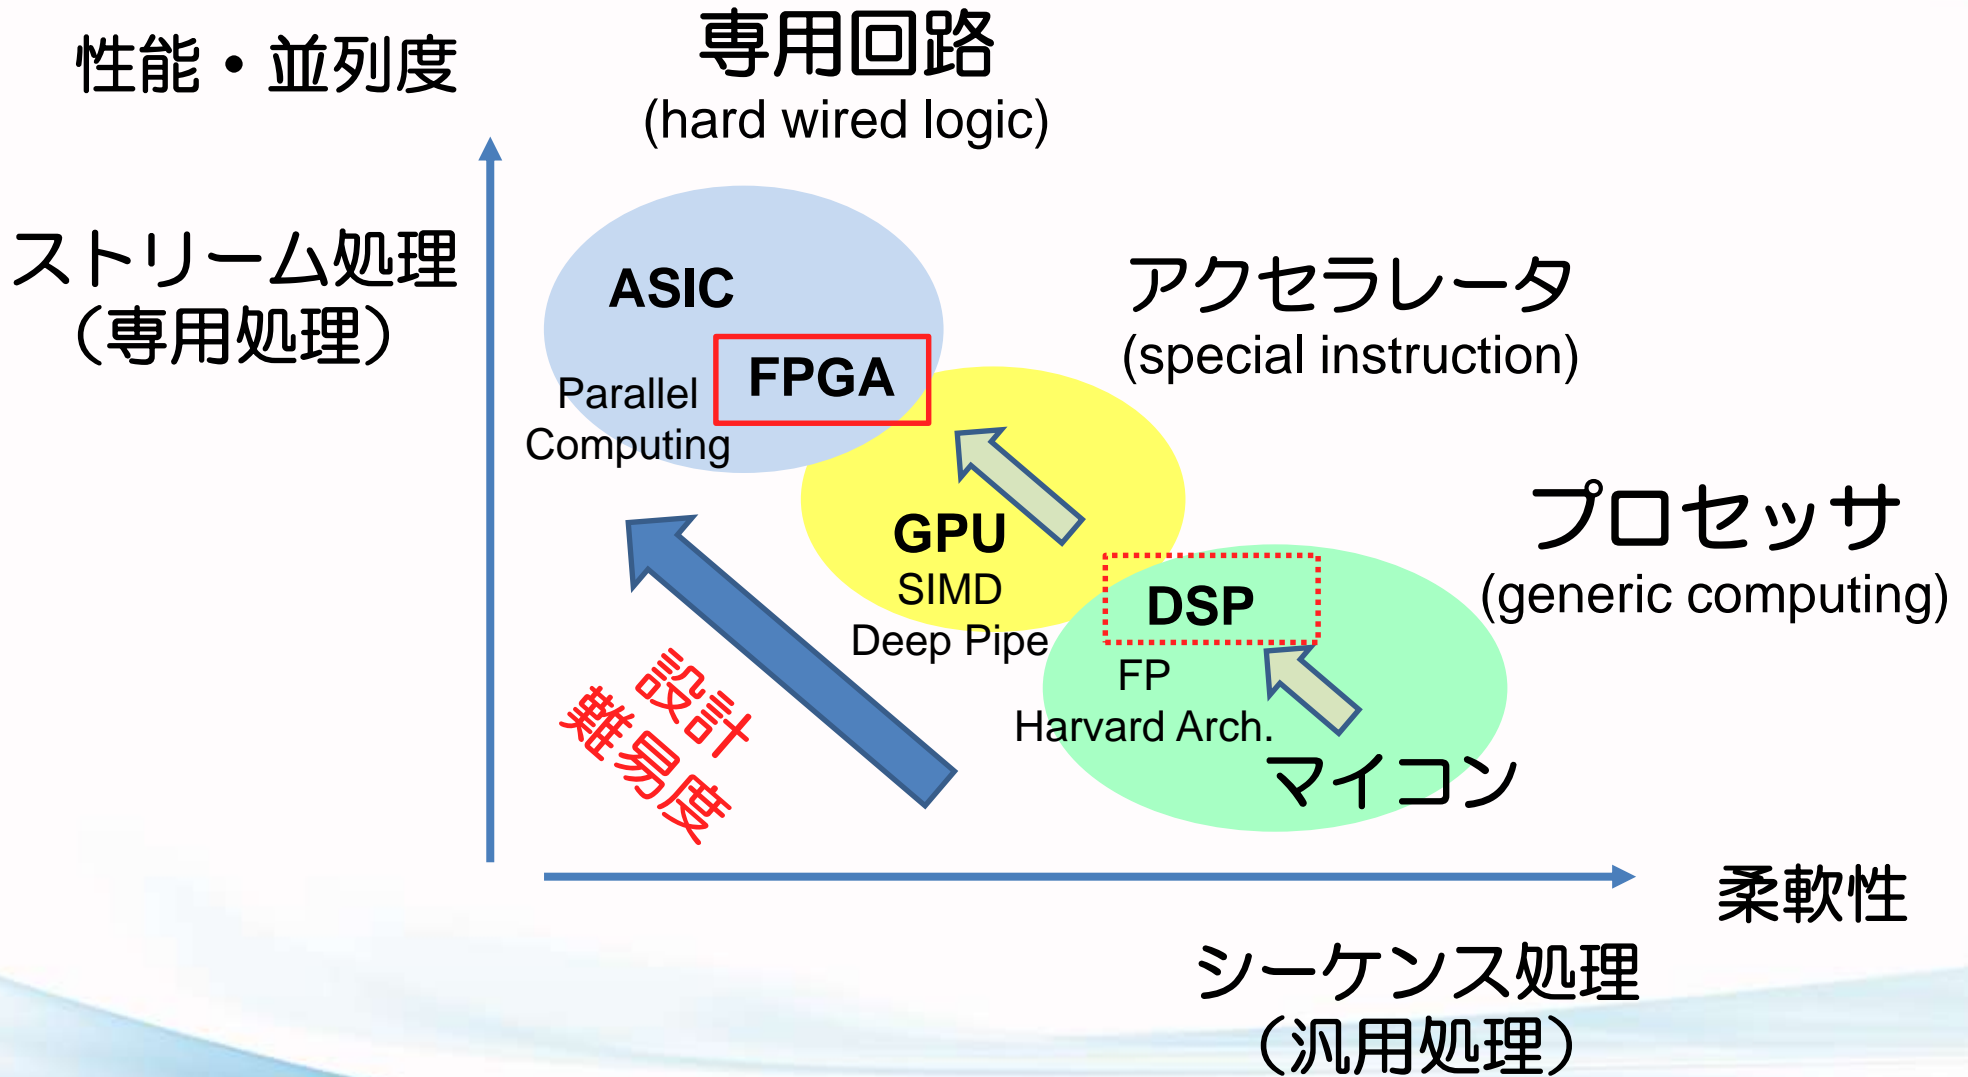 性能・並列度
専用回路
(hard wired logic)
ストリーム処理
（専用処理）
ASIC
FPGA
Parallel
Computing
アクセラレータ
(special instruction)
GPU
SIMD
Deep Pipe
プロセッサ
(generic computing)
DSP
FP
Harvard Arch.
マイコン
設計
難易度
柔軟性
シーケンス処理
（汎用処理）